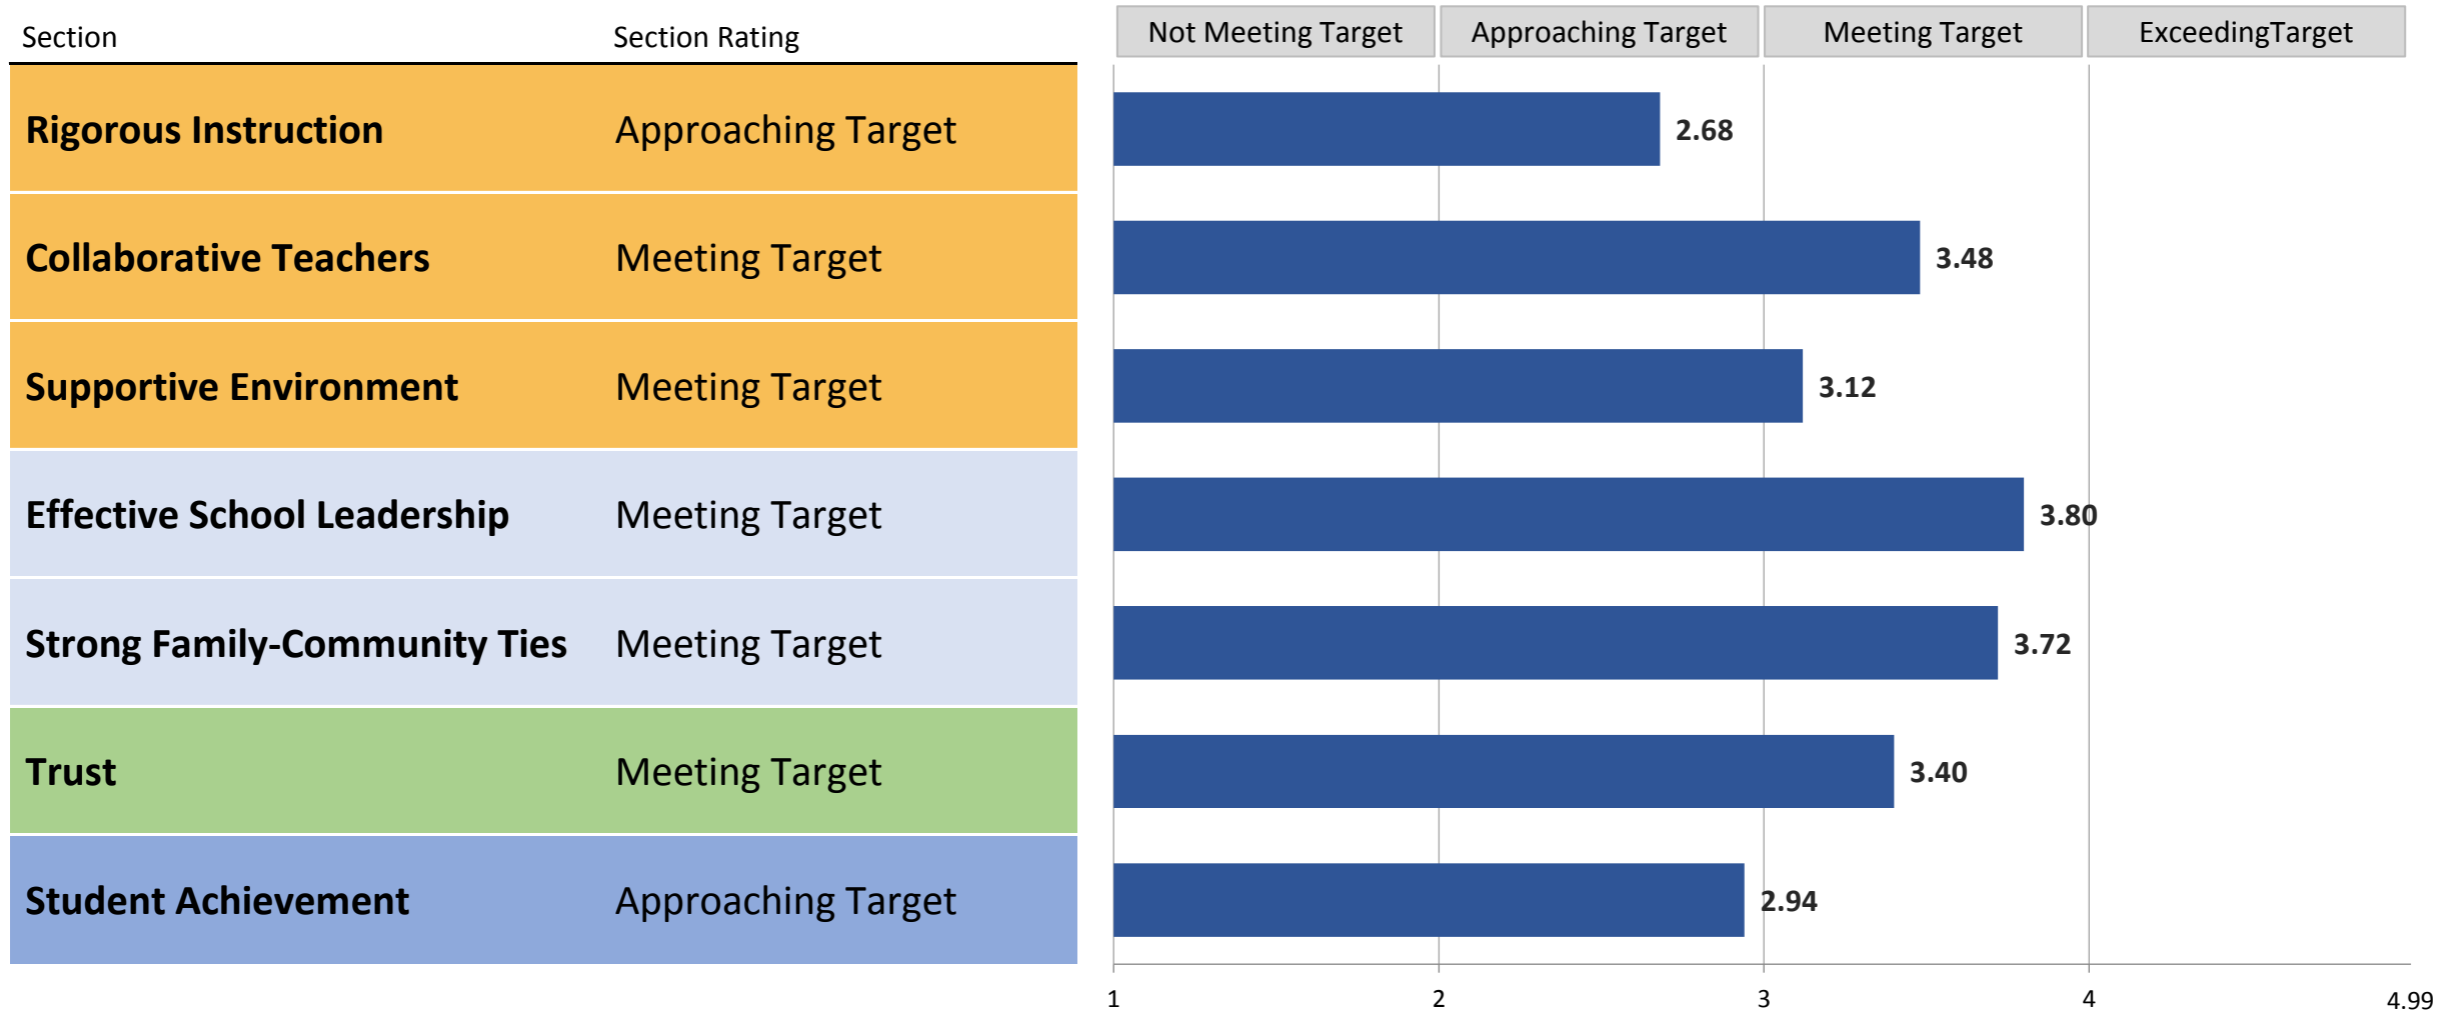 Section Section Rating Not Meeting Target Approaching Target Meeting Target ExceedingTarget
Rigorous Instruction Approaching Target 2.68
Collaborative Teachers Meeting Target 3.48
Supportive Environment Meeting Target 3.12
Effective School Leadership Meeting Target 3.80
Strong Family-Community Ties Meeting Target 3.72
Trust Meeting Target 3.40
Student Achievement Approaching Target 2.94
1 2 3 4 4.99